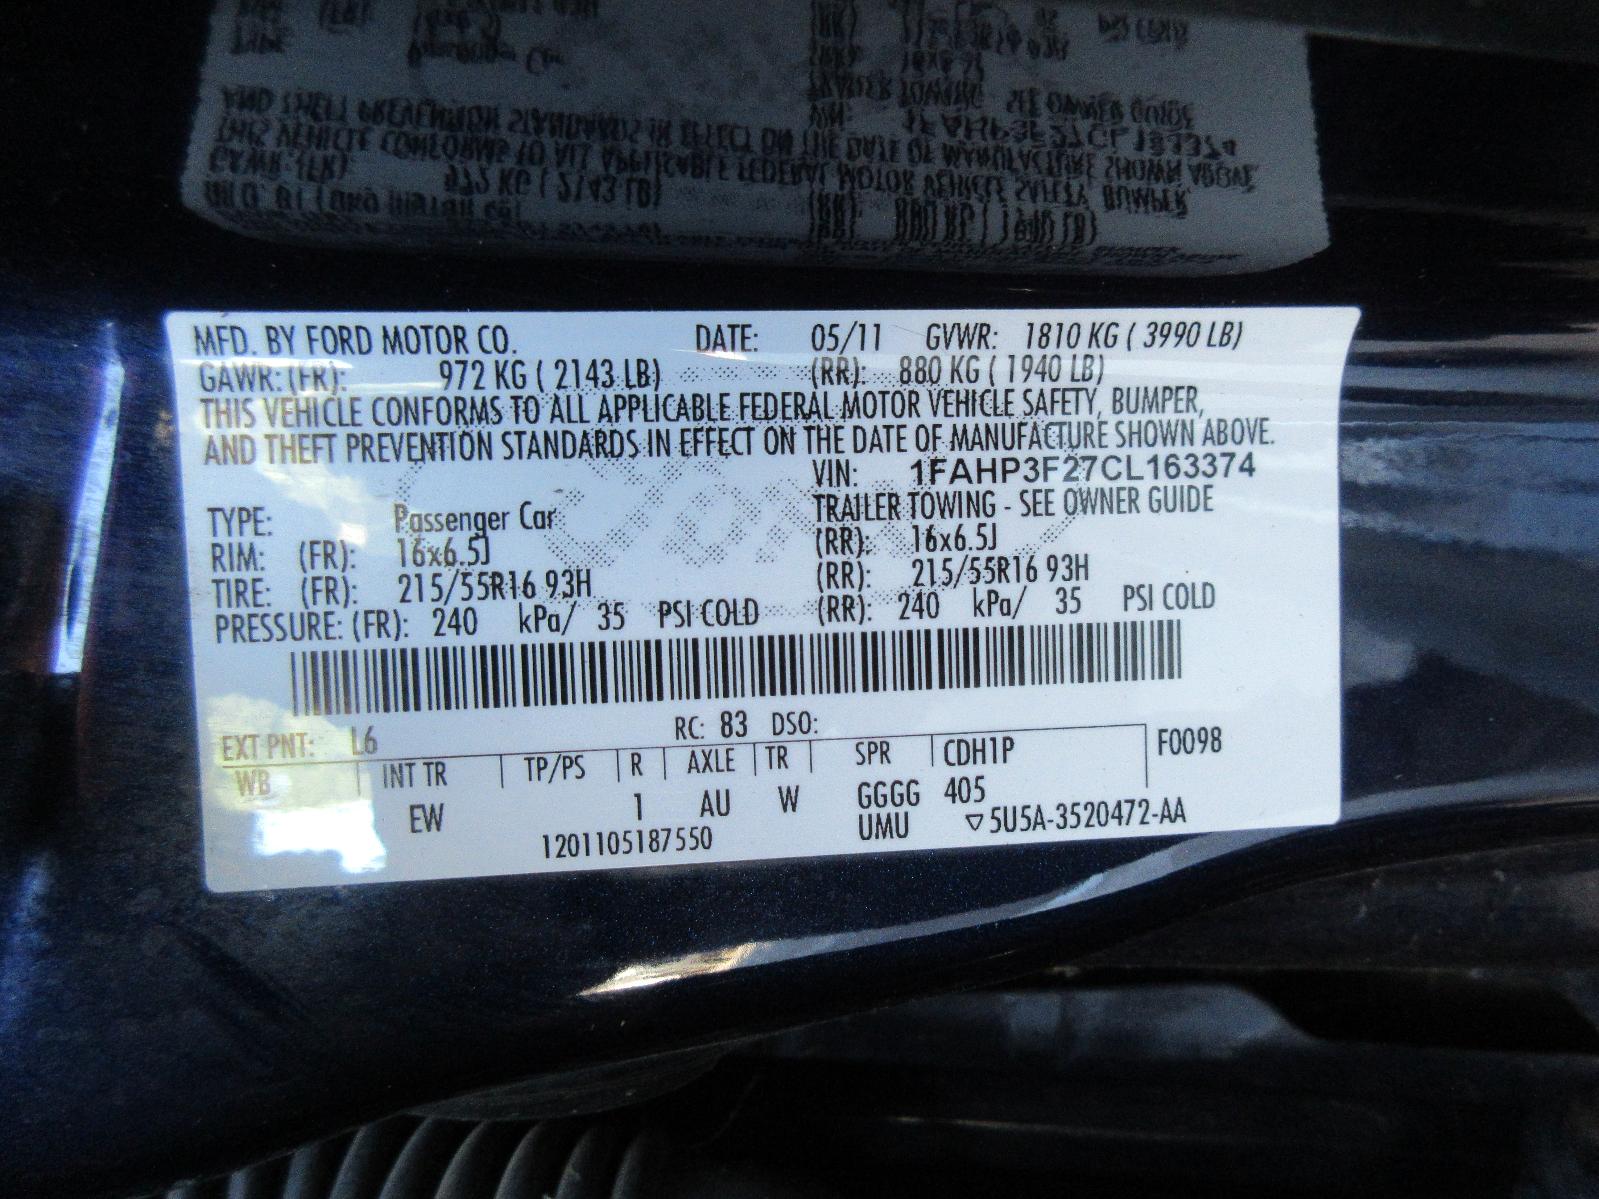 MFD. BY FORD MOTOR CO. DATE: 05/11 GVWR: 1810 KG ( 3990 LB)
GAWR: (FR): 972 KG ( 2143 LB) (RR): 880 KG ( 1940 LB)
THIS VEHICLE CONFORMS TO ALL APPLICABLE FEDERAL MOTOR VEHICLE SAFETY, BUMPER,
AND THEFT PREVENTION STANDARDS IN EFFECT ON THE DATE OF MANUFACTURE SHOWN ABOVE.
VIN: 1FAHP3F27CL163374
TYPE: Passenger Car TRAILER TOWING - SEE OWNER GUIDE
RIM: (FR): 16x6.5J (RR): 16x6.5J
TIRE: (FR): 215/55R16 93H (RR): 215/55R16 93H
PRESSURE: (FR): 240 kPa/ 35 PSI COLD (RR): 240 kPa/ 35 PSI COLD
EXT PNT: L6 RC: 83 DSO:
WB INT TR TP/PS R AXLE TR SPR CDH1P F0098
EW 1 AU W GGGG 405
1201105187550 UMU ▽5U5A-3520472-AA